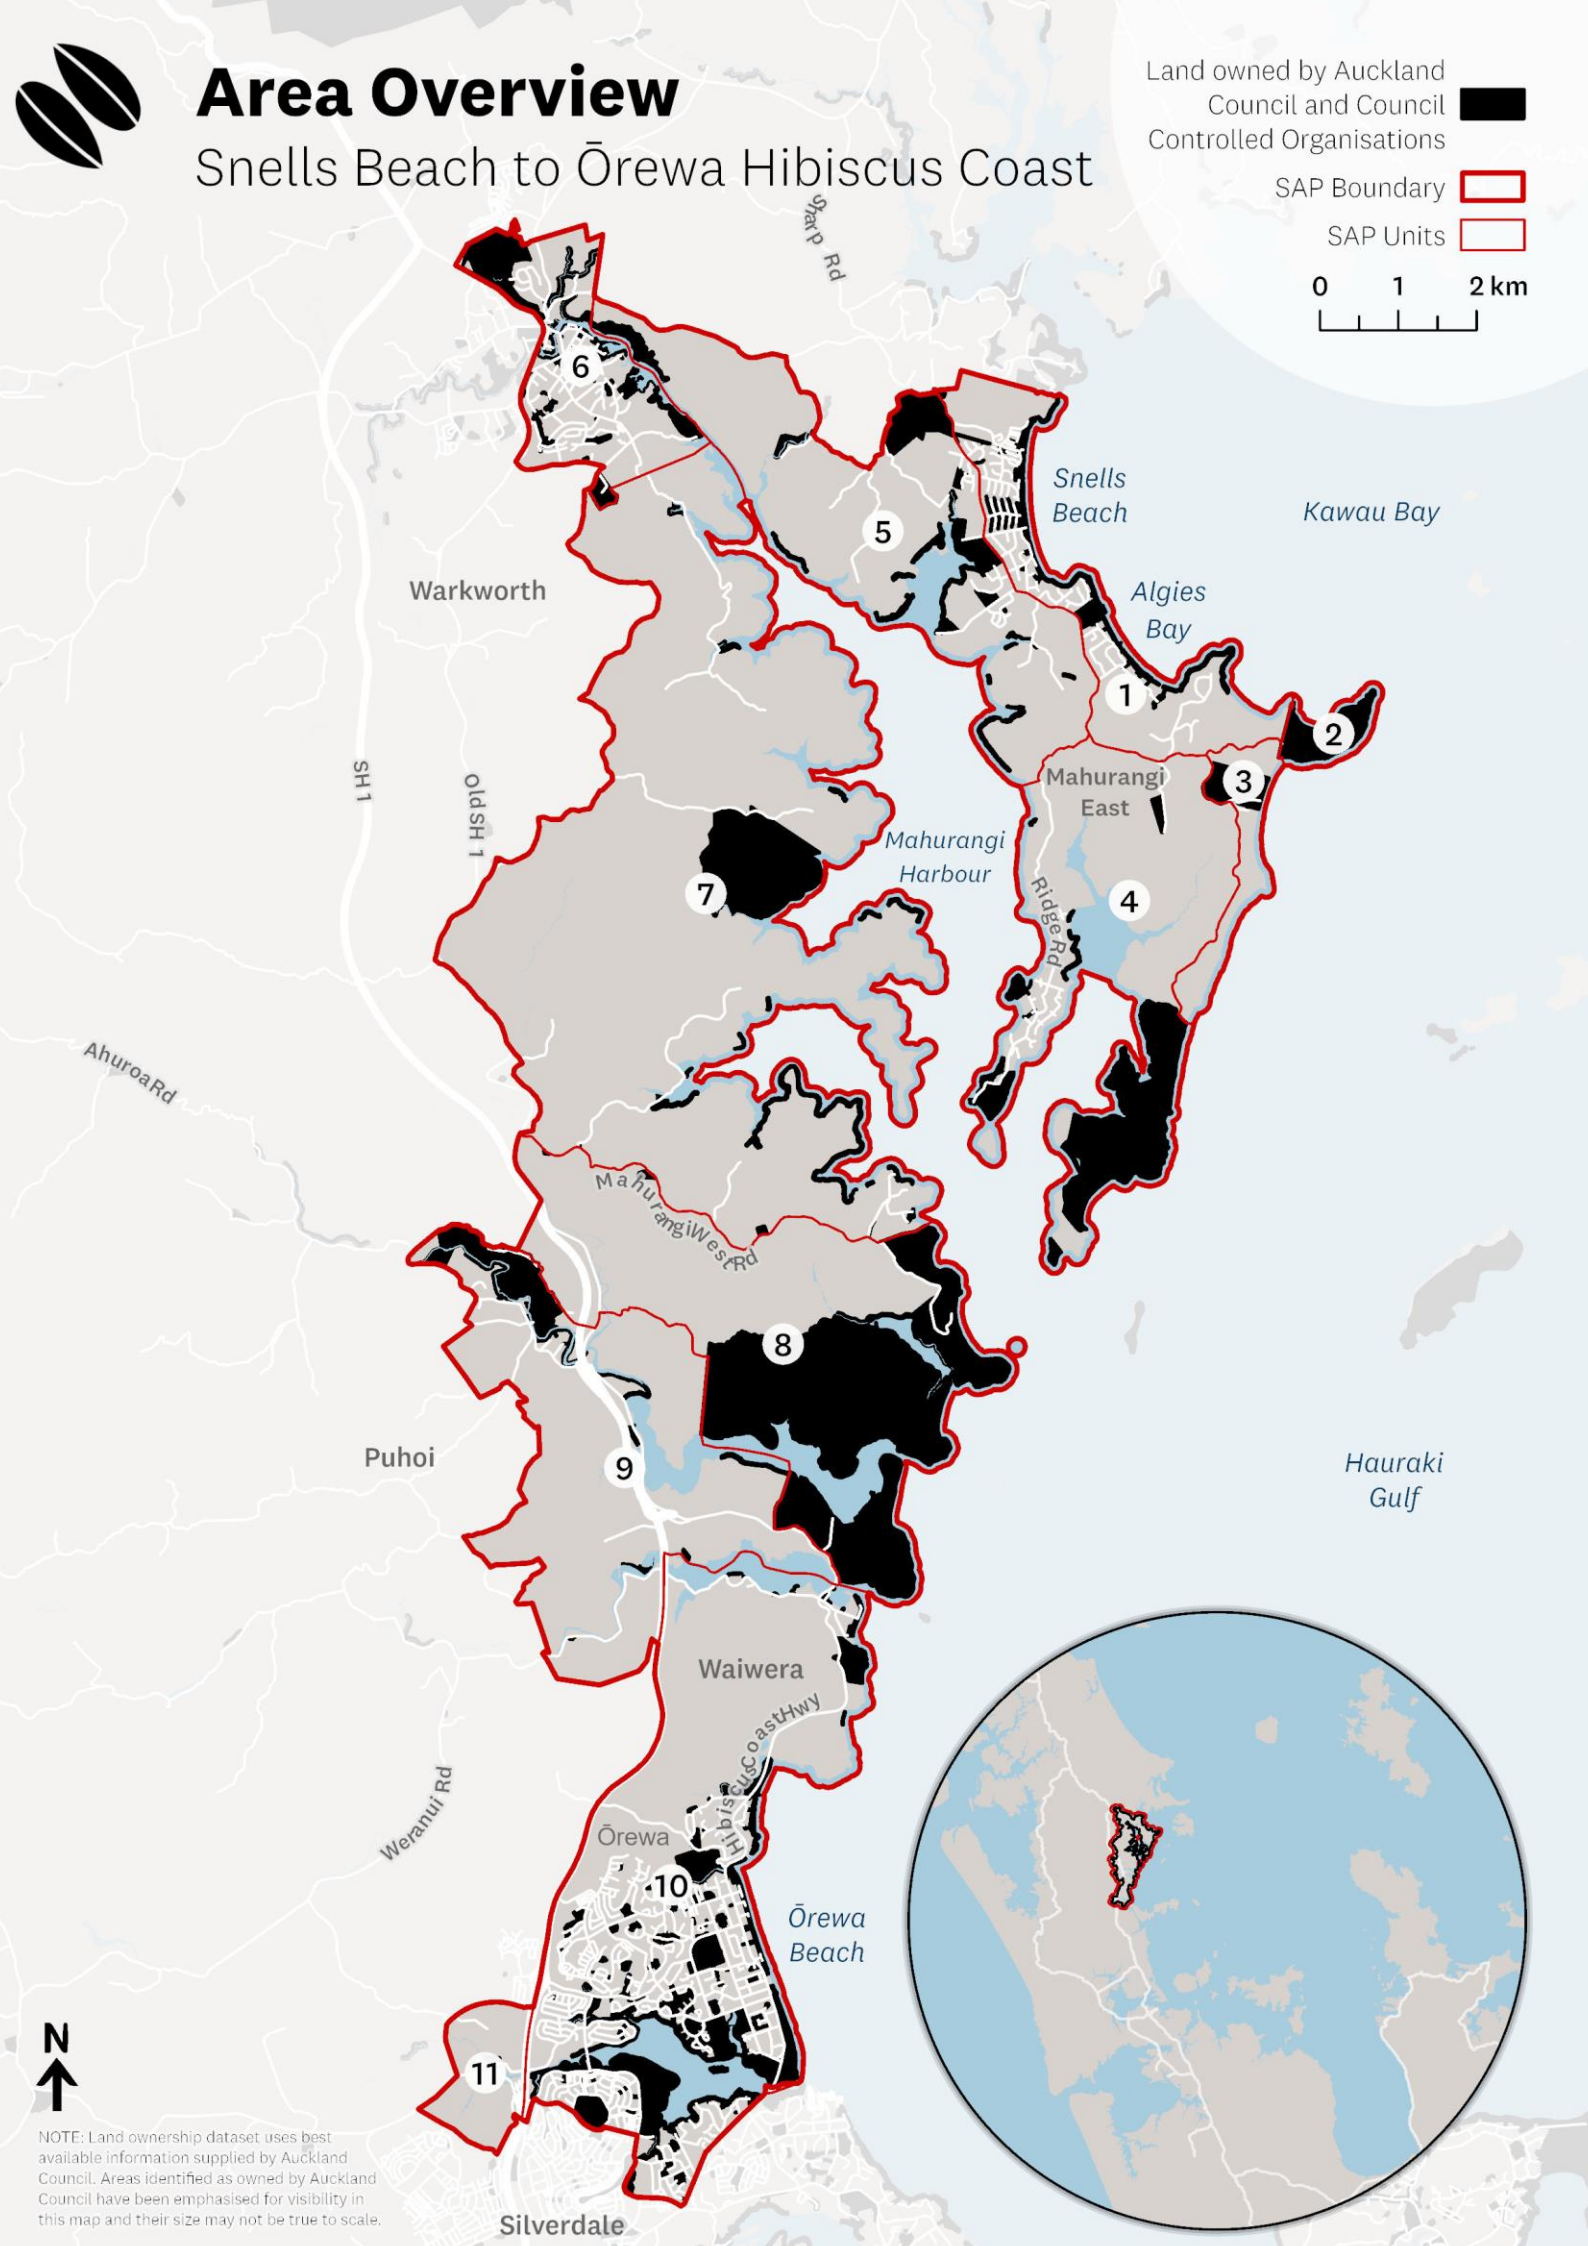 Area Overview
Snells Beach to Ōrewa Hibiscus Coast
Land owned by Auckland
Council and Council
Controlled Organisations
SAP Boundary
SAP Units
0 1 2 km
Sharp Rd
6
Snells
Beach
Kawau Bay
5
Warkworth
Algies
Bay
1
2
SH 1
Old SH 1
Mahurangi
East
3
Mahurangi
Harbour
7
Ridge Rd
4
Ahuroa Rd
Mahurangi West Rd
8
Puhoi
9
Hauraki
Gulf
Waiwera
Hibiscus Coast Hwy
Weranui Rd
Ōrewa
10
Ōrewa
Beach
11
N
NOTE: Land ownership dataset uses best
available information supplied by Auckland
Council. Areas identified as owned by Auckland
Council have been emphasised for visibility in
this map and their size may not be true to scale.
Silverdale